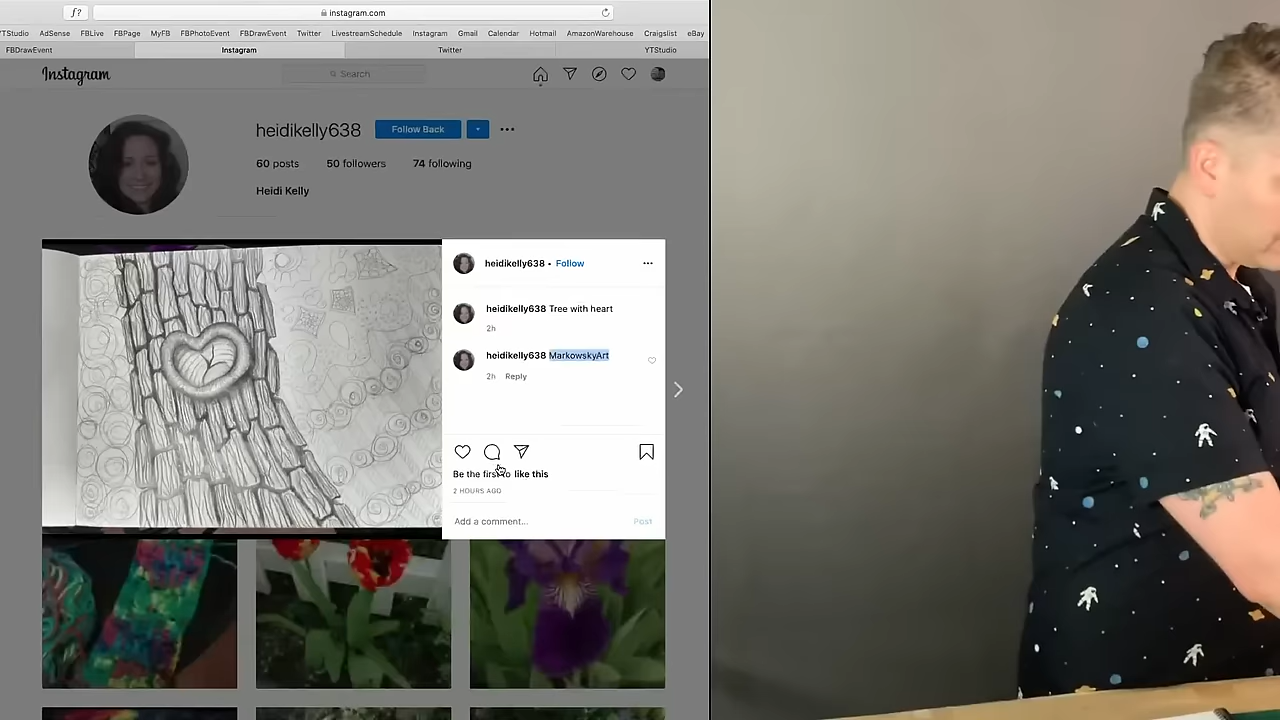 f?
instagram.com
YTStudio AdSense FBLive FBPage MyFB FBPhotoEvent FBDrawEvent Twitter LivestreamSchedule Instagram Gmail Calendar Hotmail AmazonWarehouse Craigslist eBay
FBDrawEvent Instagram Twitter YTStudio
Instagram
Search
heidikelly638 Follow Back
60 posts 50 followers 74 following
Heidi Kelly
heidikelly638 • Follow
heidikelly638 Tree with heart
2h
heidikelly638 MarkowskyArt
2h Reply
Be the first to like this
2 HOURS AGO
Add a comment... Post